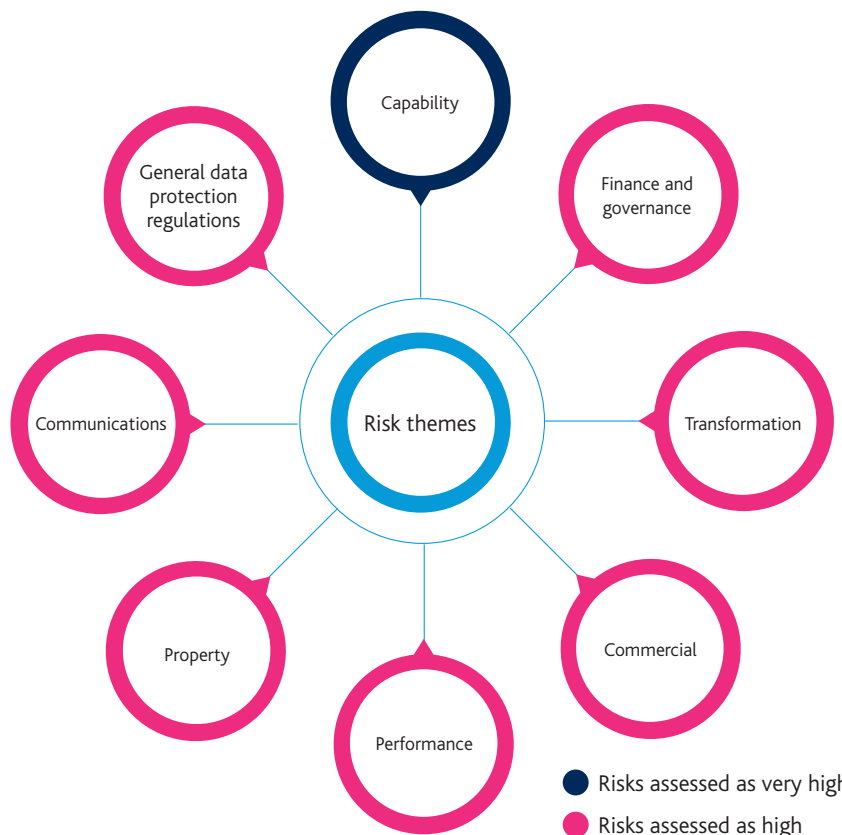 Capability
General data
protection
regulations
Finance and
governance
Communications
Risk themes
Transformation
Property
Commercial
Performance
Risks assessed as very high
Risks assessed as high